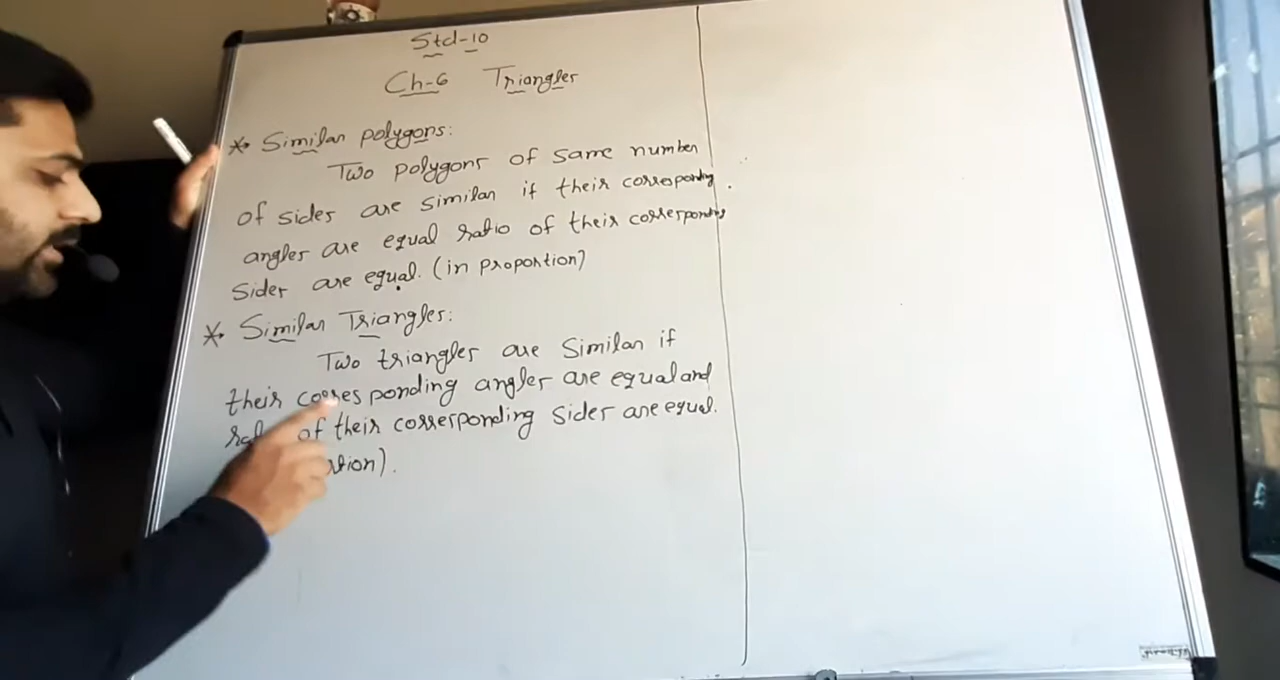 Std-10
Ch-6 Triangles
* Similar polygons:
Two polygons of same number
of sides are similar if their corresponding
angles are equal ratio of their corresponding
sides are equal. (in proportion)
* Similar Triangles:
Two triangles are similar if
their corresponding angles are equal and
of their corresponding sides are equal.